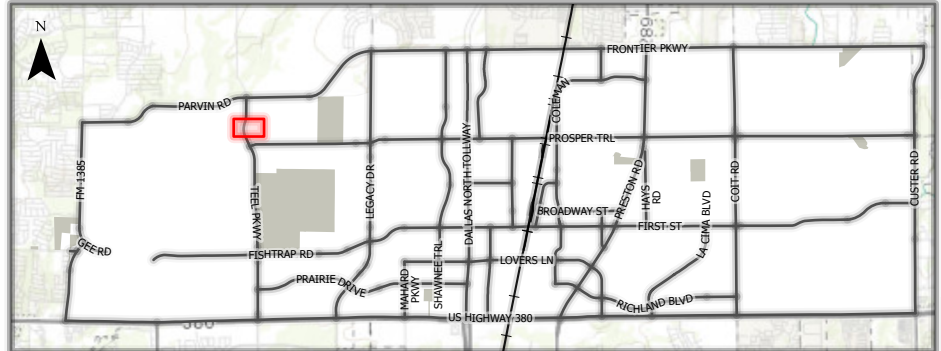 N
289
FRONTIER PKWY
PARVIN RD
COLEMAN
PROSPER TRL
FM 1385
TEEL PKWY
LEGACY DR
DALLAS NORTH TOLLWAY
PRESTON RD
HAYS
RD
COIT RD
CUSTER RD
LA CIMA BLVD
BROADWAY ST
FIRST ST
GEE RD
FISHTRAP RD
SHAWNEE TRL
LOVERS LN
PRAIRIE DRIVE
MAHARD
PKWY
RICHLAND BLVD
US HIGHWAY 380
380